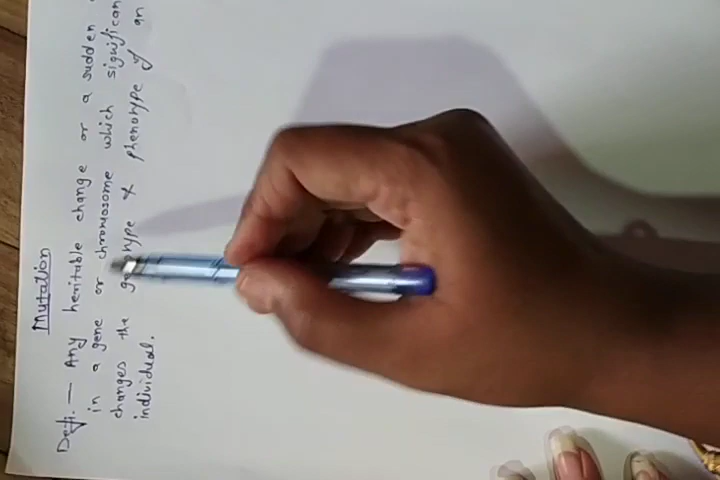 Mutation
Defi. — Any heritable change or a sudden
in a gene or chromosome which
changes the & phenotype of an
individual.